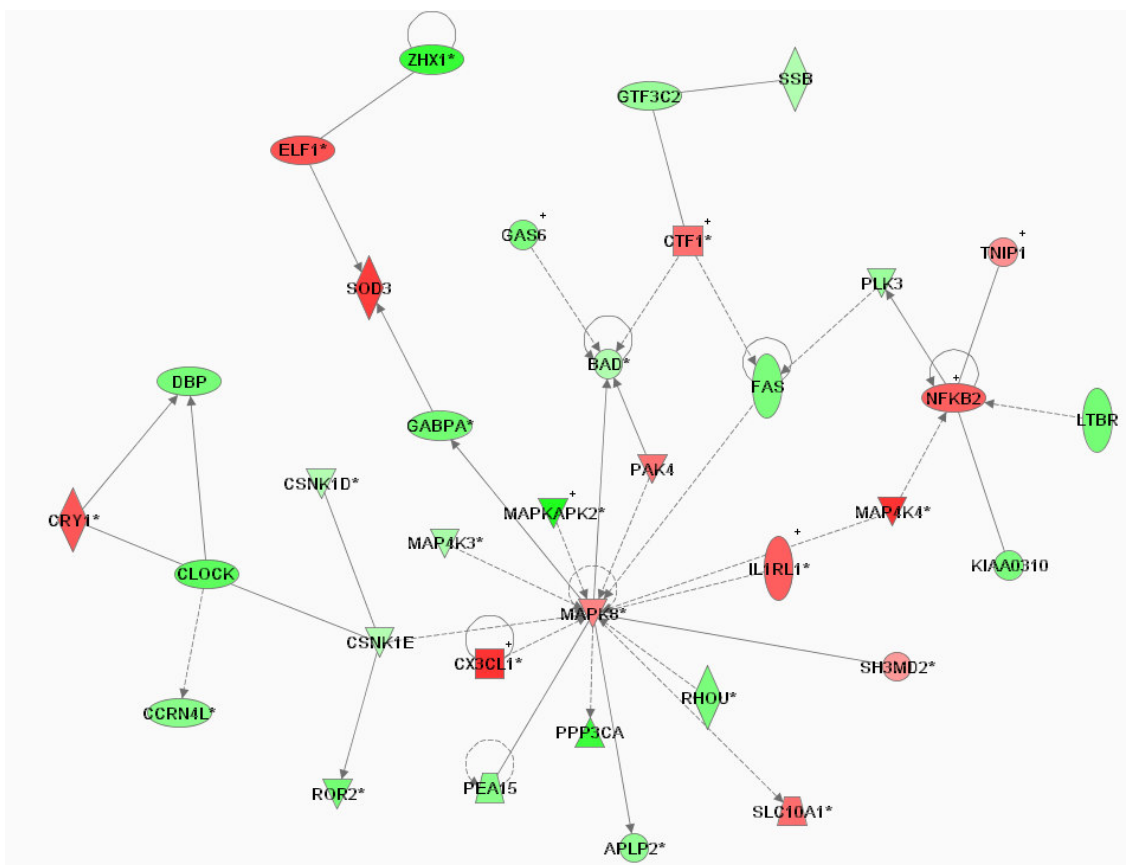 ZHX1*
SSB
GTF3C2
ELF1*
+
GAS6
+
CTF1*
+
TNIP1
SOD3
PLK3
BAD*
DBP
FAS
+
NFKB2
LTBR
GABPA*
PAK4
CSNK1D*
+
MAPKAPK2*
MAP4K4*
CRY1*
MAP4K3*
+
IL1RL1*
KIAA0310
CLOCK
MAPK8*
CSNK1E
+
CX3CL1*
SH3MD2*
RHOU*
CCRN4L*
PPP3CA
PEA15
ROR2*
SLC10A1*
APLP2*